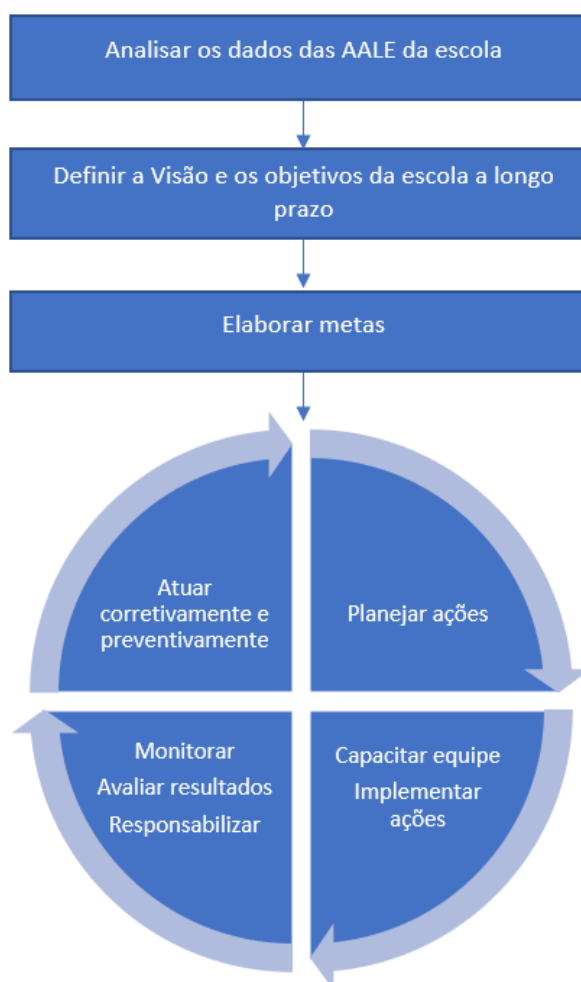 Analisar os dados das AALE da escola
Definir a Visão e os objetivos da escola a longo
prazo
Elaborar metas
Atuar
corretivamente e
preventivamente
Planejar ações
Monitorar
Avaliar resultados
Responsabilizar
Capacitar equipe
Implementar
ações